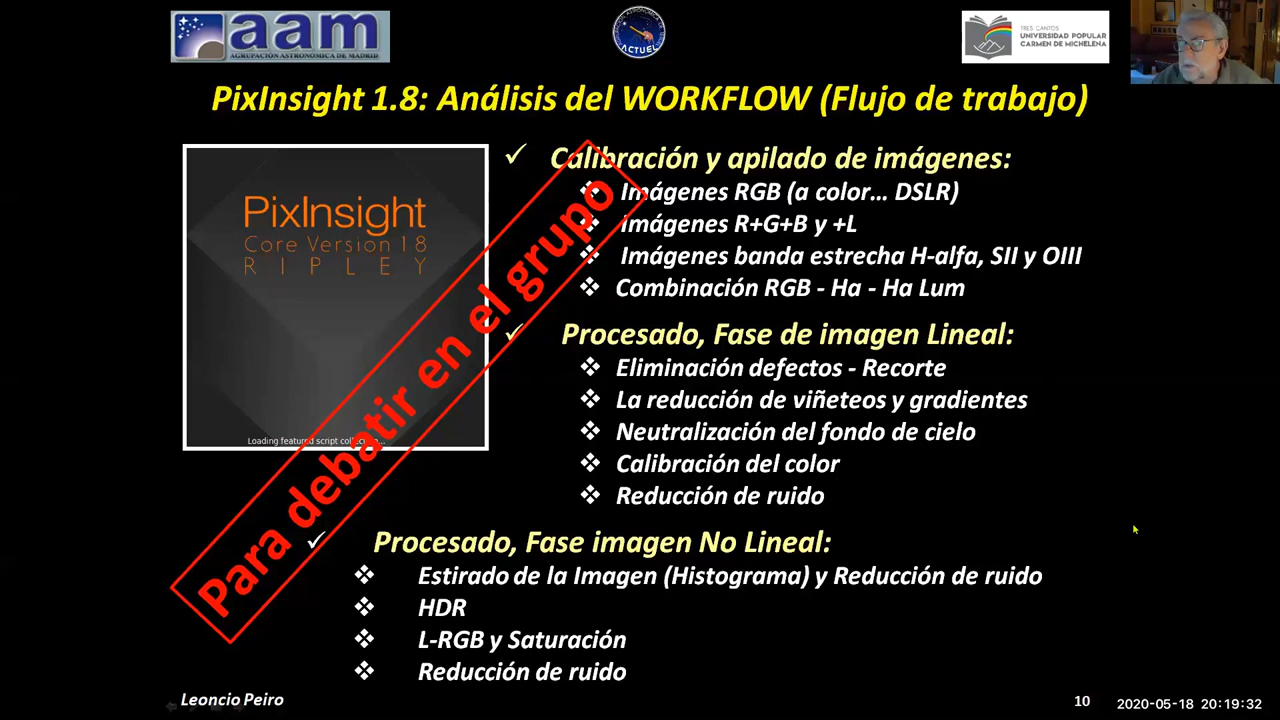 aam
AGRUPACIÓN ASTRONÓMICA DE MADRID
ACTUEL
TRES CANTOS
UNIVERSIDAD POPULAR
CARMEN DE MICHELENA
PixInsight 1.8: Análisis del WORKFLOW (Flujo de trabajo)
PixInsight
Core Version 1.8
RIPLEY
Loading featured script
Para debatir en el grupo
✓ Calibración y apilado de imágenes:
❖ Imágenes RGB (a color... DSLR)
❖ Imágenes R+G+B y +L
❖ Imágenes banda estrecha H-alfa, SII y OIII
❖ Combinación RGB - Ha - Ha Lum
✓ Procesado, Fase de imagen Lineal:
❖ Eliminación defectos - Recorte
❖ La reducción de viñeteos y gradientes
❖ Neutralización del fondo de cielo
❖ Calibración del color
❖ Reducción de ruido
✓ Procesado, Fase imagen No Lineal:
❖ Estirado de la Imagen (Histograma) y Reducción de ruido
❖ HDR
❖ L-RGB y Saturación
❖ Reducción de ruido
Leoncio Peiro
10
2020-05-18 20:19:32